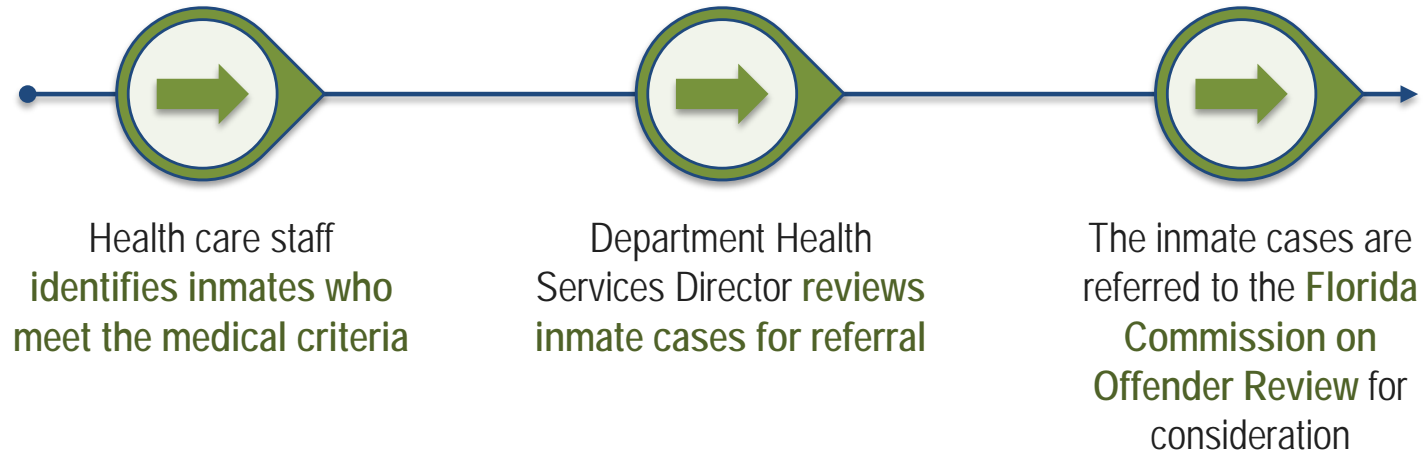 Health care staff
identifies inmates who
meet the medical criteria
Department Health
Services Director reviews
inmate cases for referral
The inmate cases are
referred to the Florida
Commission on
Offender Review for
consideration